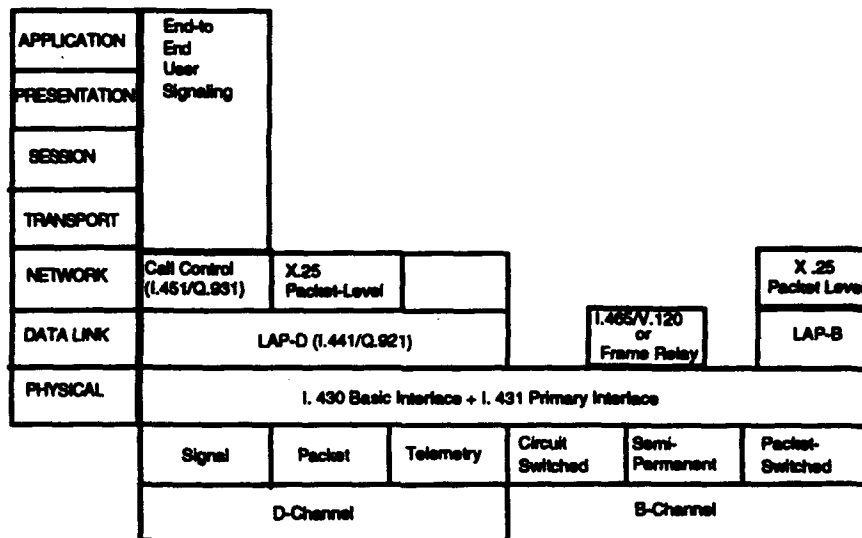 APPLICATION
End-to
End
User
Signaling
PRESENTATION
SESSION
TRANSPORT
NETWORK
Call Control
(I.451/Q.931)
X.25
Packet-Level
X .25
Packet Level
DATA LINK
LAP-D (I.441/Q.921)
I.465/V.120
or
Frame Relay
LAP-B
PHYSICAL
I. 430 Basic Interface + I. 431 Primary Interface
Signal
Packet
Telemetry
Circuit
Switched
Semi-
Permanent
Packet-
Switched
D-Channel
B-Channel